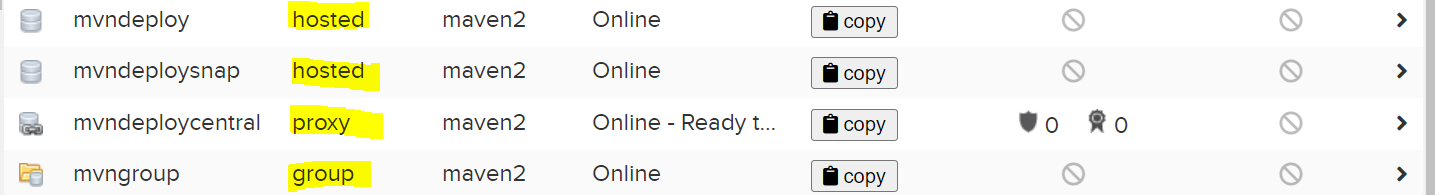 mvndeploy hosted maven2 Online copy
mvndeploysnap hosted maven2 Online copy
mvndeploycentral proxy maven2 Online - Ready t... copy 0 0
mvngroup group maven2 Online copy